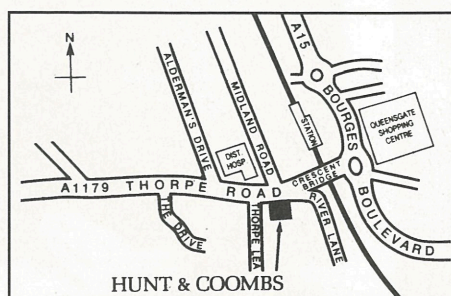 N
A15
ALDERMAN'S DRIVE
MIDLAND ROAD
BOURGES
QUEENSGATE
SHOPPING
CENTRE
STATION
DIST.
HOSP
A1179 THORPE ROAD
CRESCENT
BRIDGE
BOULEVARD
THE DRIVE
THORPE LEA
RIVER LANE
HUNT & COOMBS